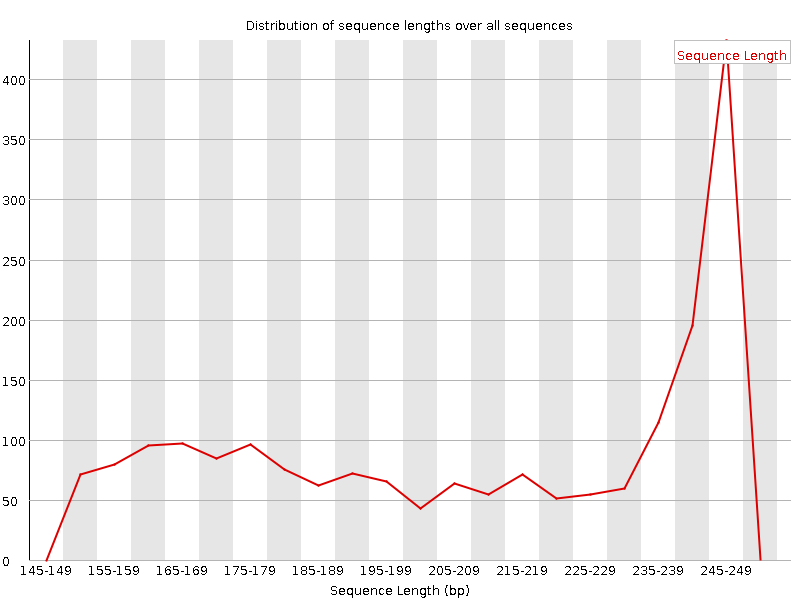 Distribution of sequence lengths over all sequences
Sequence Length
400
350
300
250
200
150
100
50
0
145-149 155-159 165-169 175-179 185-189 195-199 205-209 215-219 225-229 235-239 245-249
Sequence Length (bp)